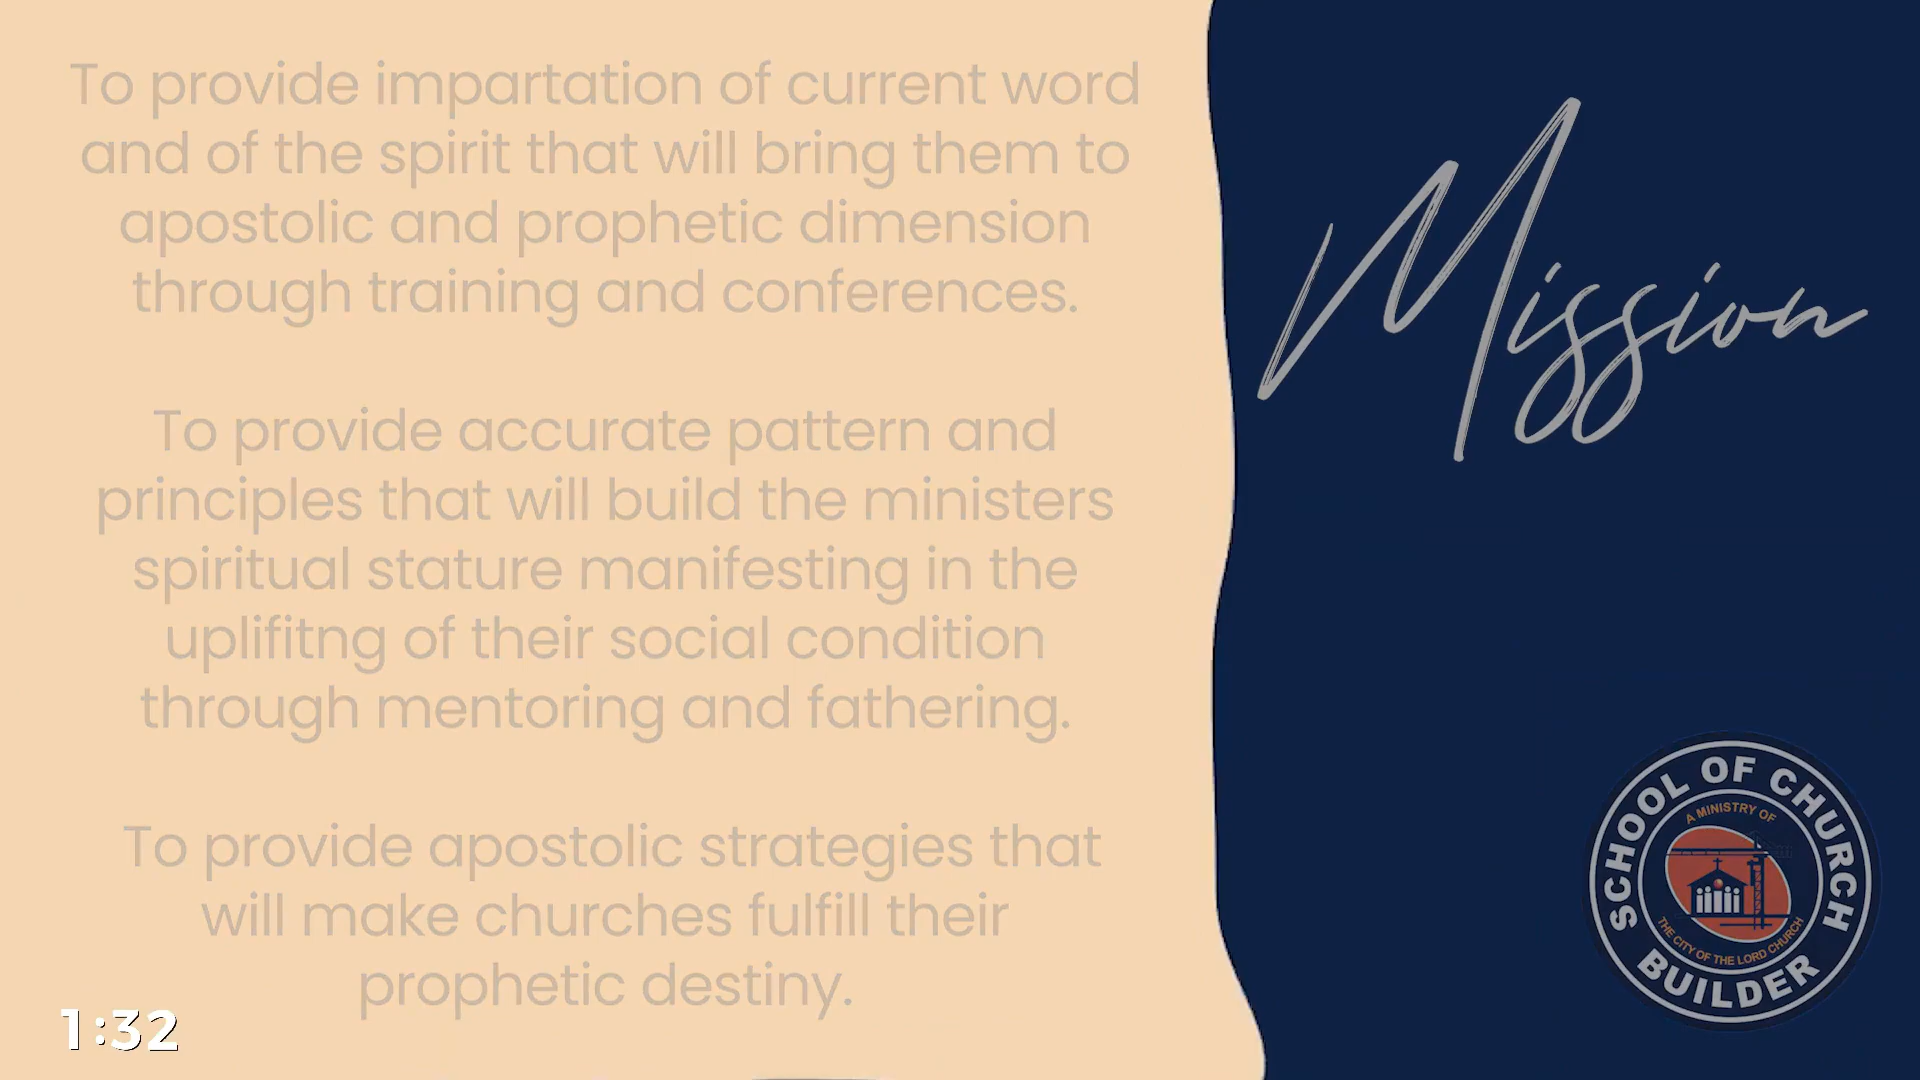 To provide impartation of current word
and of the spirit that will bring them to
apostolic and prophetic dimension
through training and conferences.
To provide accurate pattern and
principles that will build the ministers
spiritual stature manifesting in the
uplifitng of their social condition
through mentoring and fathering.
To provide apostolic strategies that
will make churches fulfill their
prophetic destiny.
1:32
Mission
SCHOOL OF CHURCH
A MINISTRY OF
THE CITY OF THE LORD CHURCH
BUILDER